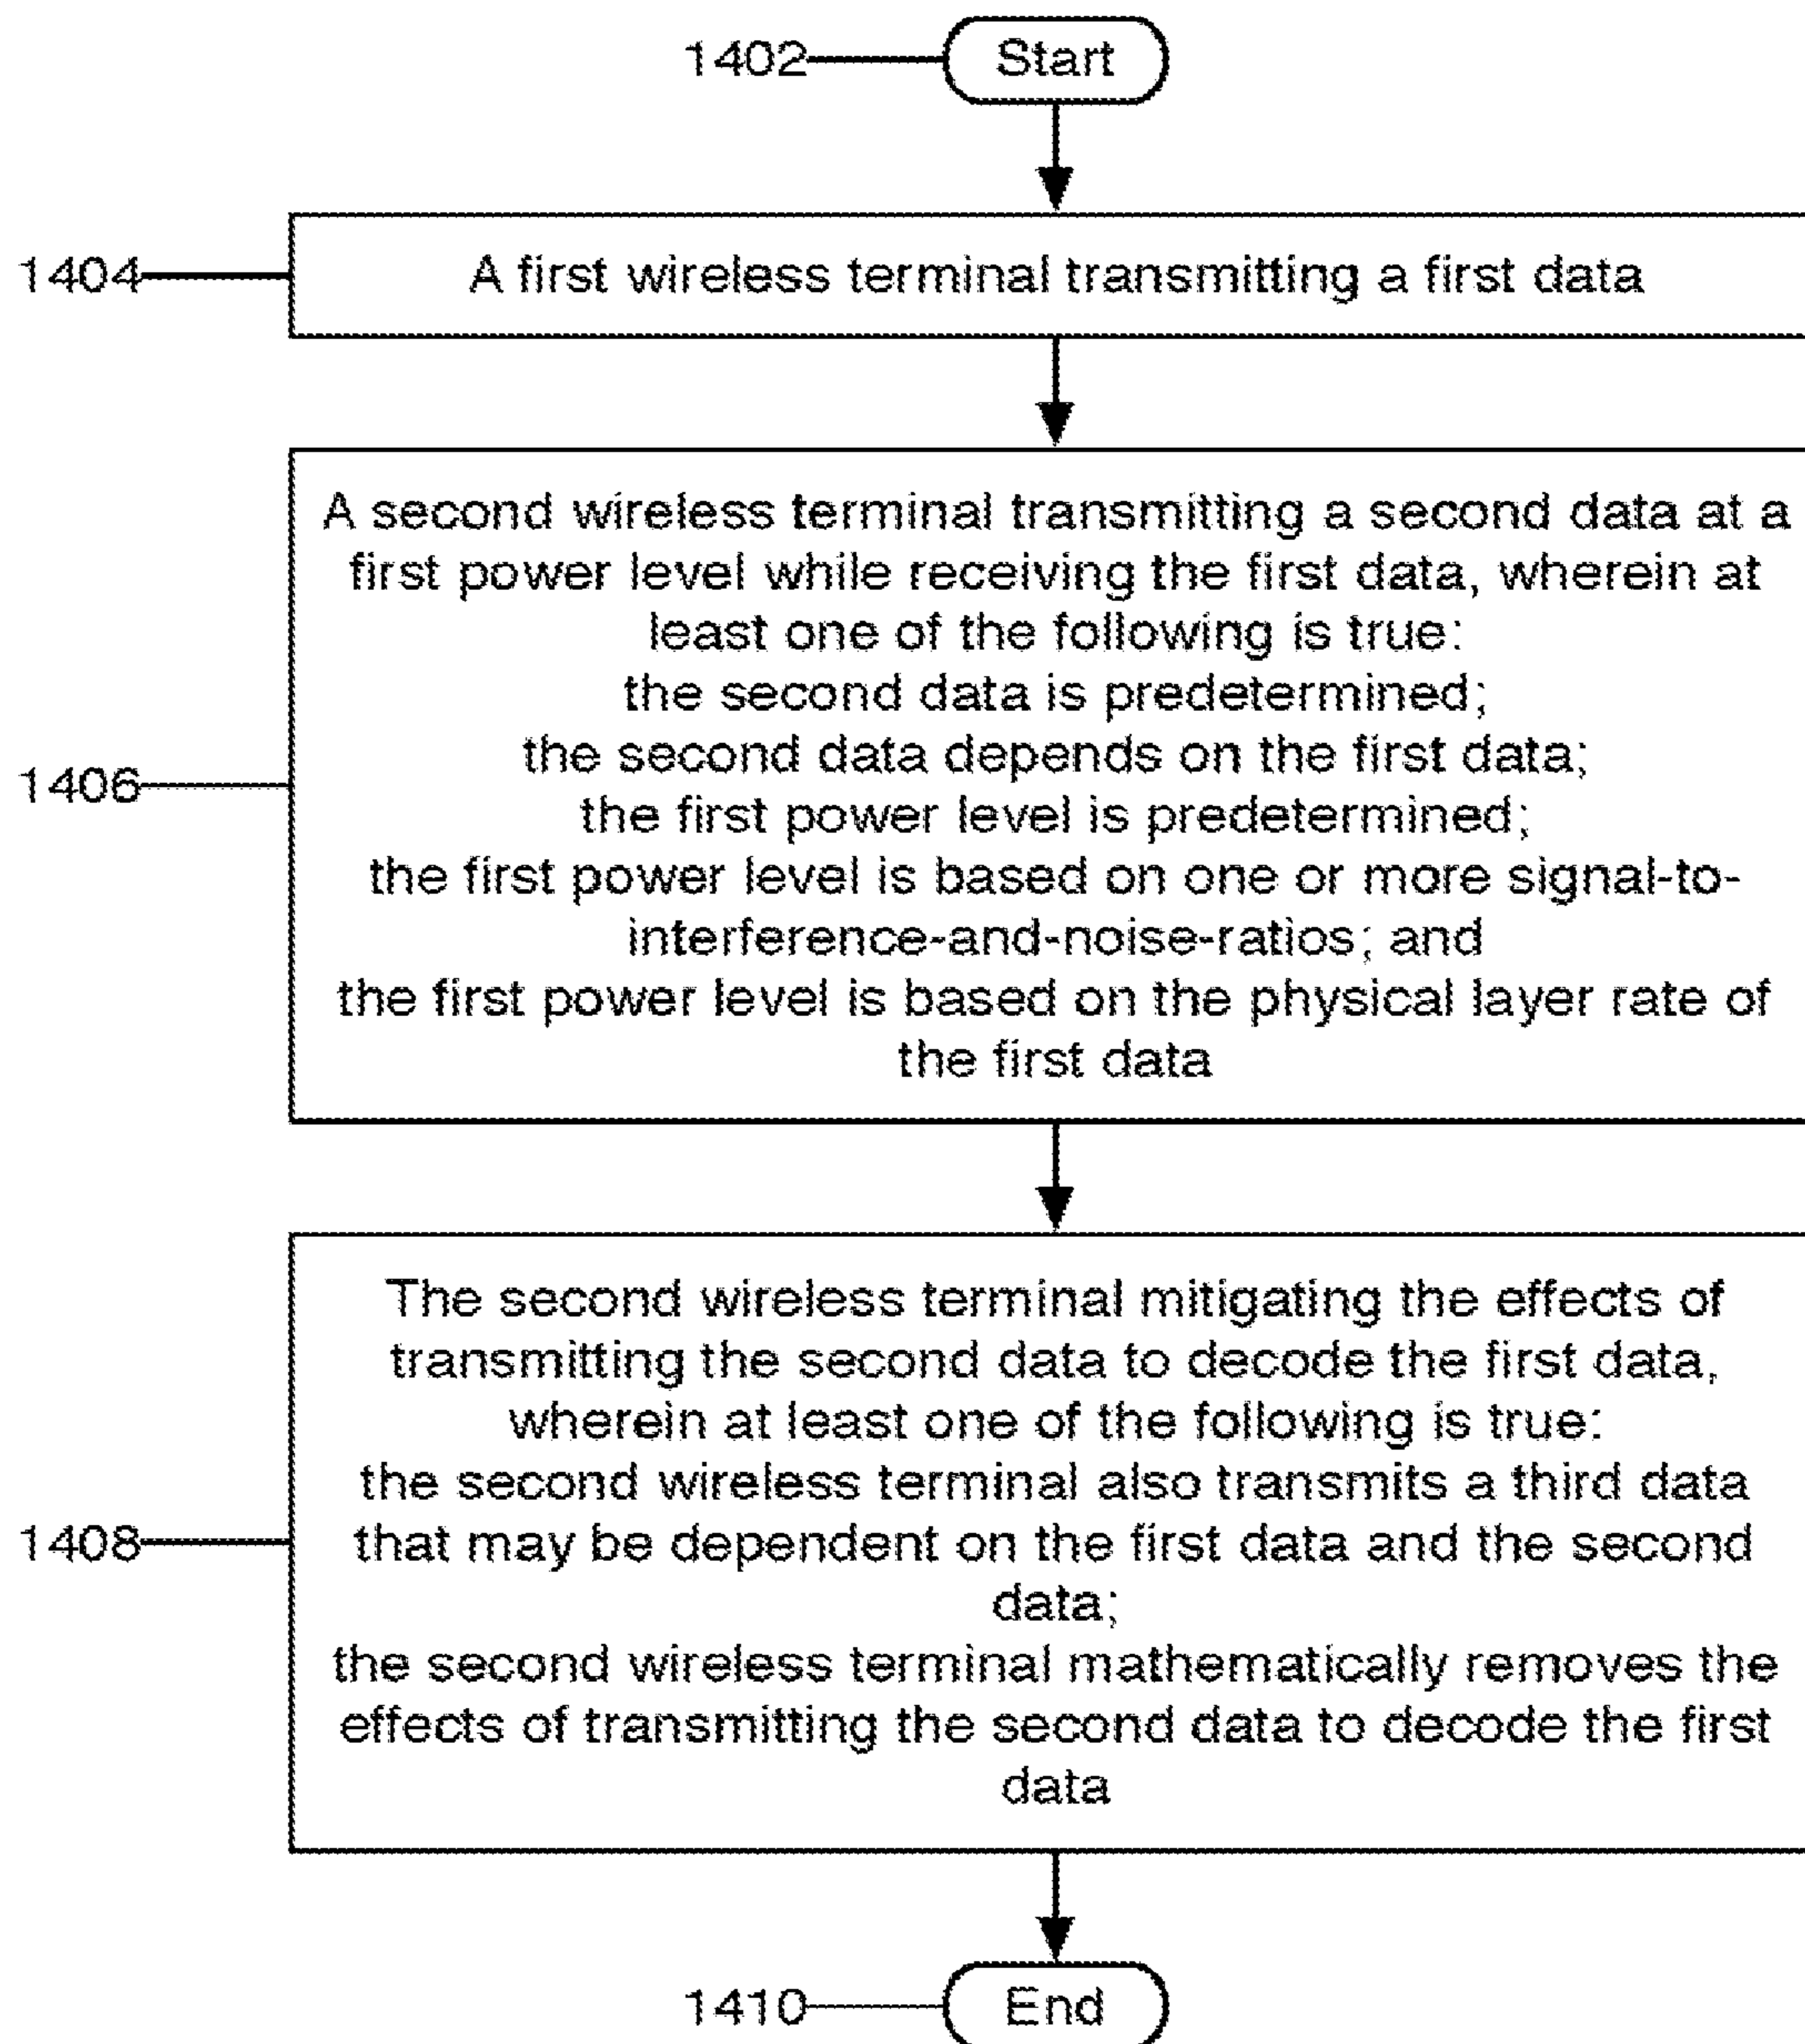 1402 Start
1404 A first wireless terminal transmitting a first data
A second wireless terminal transmitting a second data at a
first power level while receiving the first data, wherein at
least one of the following is true:
the second data is predetermined;
the second data depends on the first data;
1406
the first power level is predetermined;
the first power level is based on one or more signal-to-
interference-and-noise-ratios; and
the first power level is based on the physical layer rate of
the first data
The second wireless terminal mitigating the effects of
transmitting the second data to decode the first data,
wherein at least one of the following is true:
the second wireless terminal also transmits a third data
1408 that may be dependent on the first data and the second
data;
the second wireless terminal mathematically removes the
effects of transmitting the second data to decode the first
data
1410 End